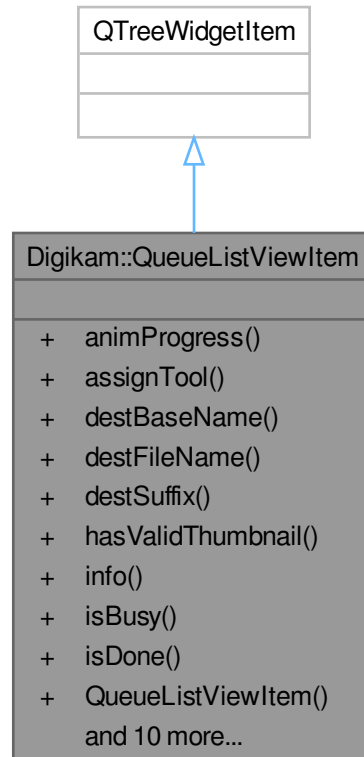 QTreeWidgetItem
Digikam::QueueListViewItem
+ animProgress()
+ assignTool()
+ destBaseName()
+ destFileName()
+ destSuffix()
+ hasValidThumbnail()
+ info()
+ isBusy()
+ isDone()
+ QueueListViewItem()
and 10 more...